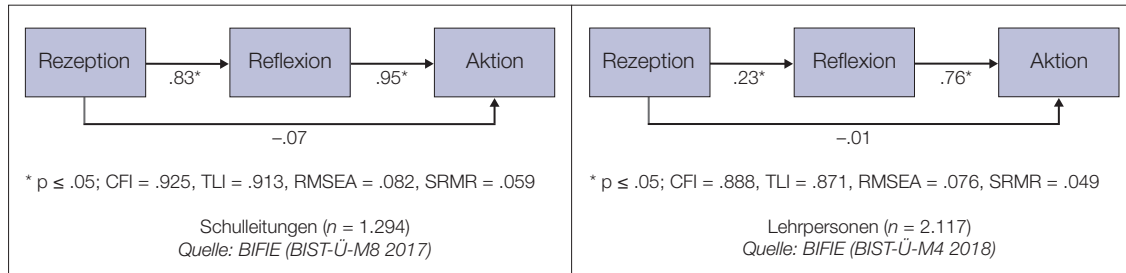 Rezeption
Reflexion
Aktion
.83*
.95*
–.07
* p ≤ .05; CFI = .925, TLI = .913, RMSEA = .082, SRMR = .059
Schulleitungen (n = 1.294)
Quelle: BIFIE (BIST-Ü-M8 2017)
Rezeption
Reflexion
Aktion
.23*
.76*
–.01
* p ≤ .05; CFI = .888, TLI = .871, RMSEA = .076, SRMR = .049
Lehrpersonen (n = 2.117)
Quelle: BIFIE (BIST-Ü-M4 2018)